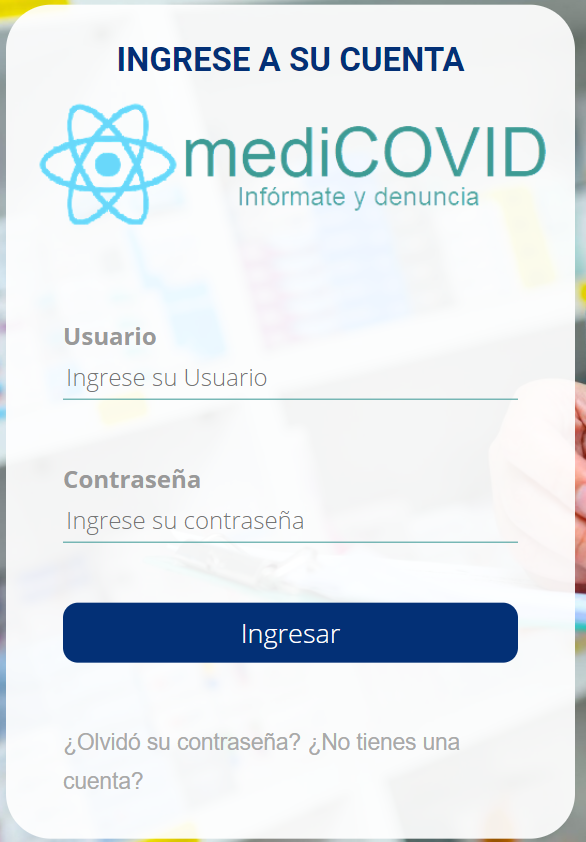 INGRESE A SU CUENTA
mediCOVID
Infórmate y denuncia
Usuario
Ingrese su Usuario
Contraseña
Ingrese su contraseña
Ingresar
¿Olvidó su contraseña? ¿No tienes una
cuenta?